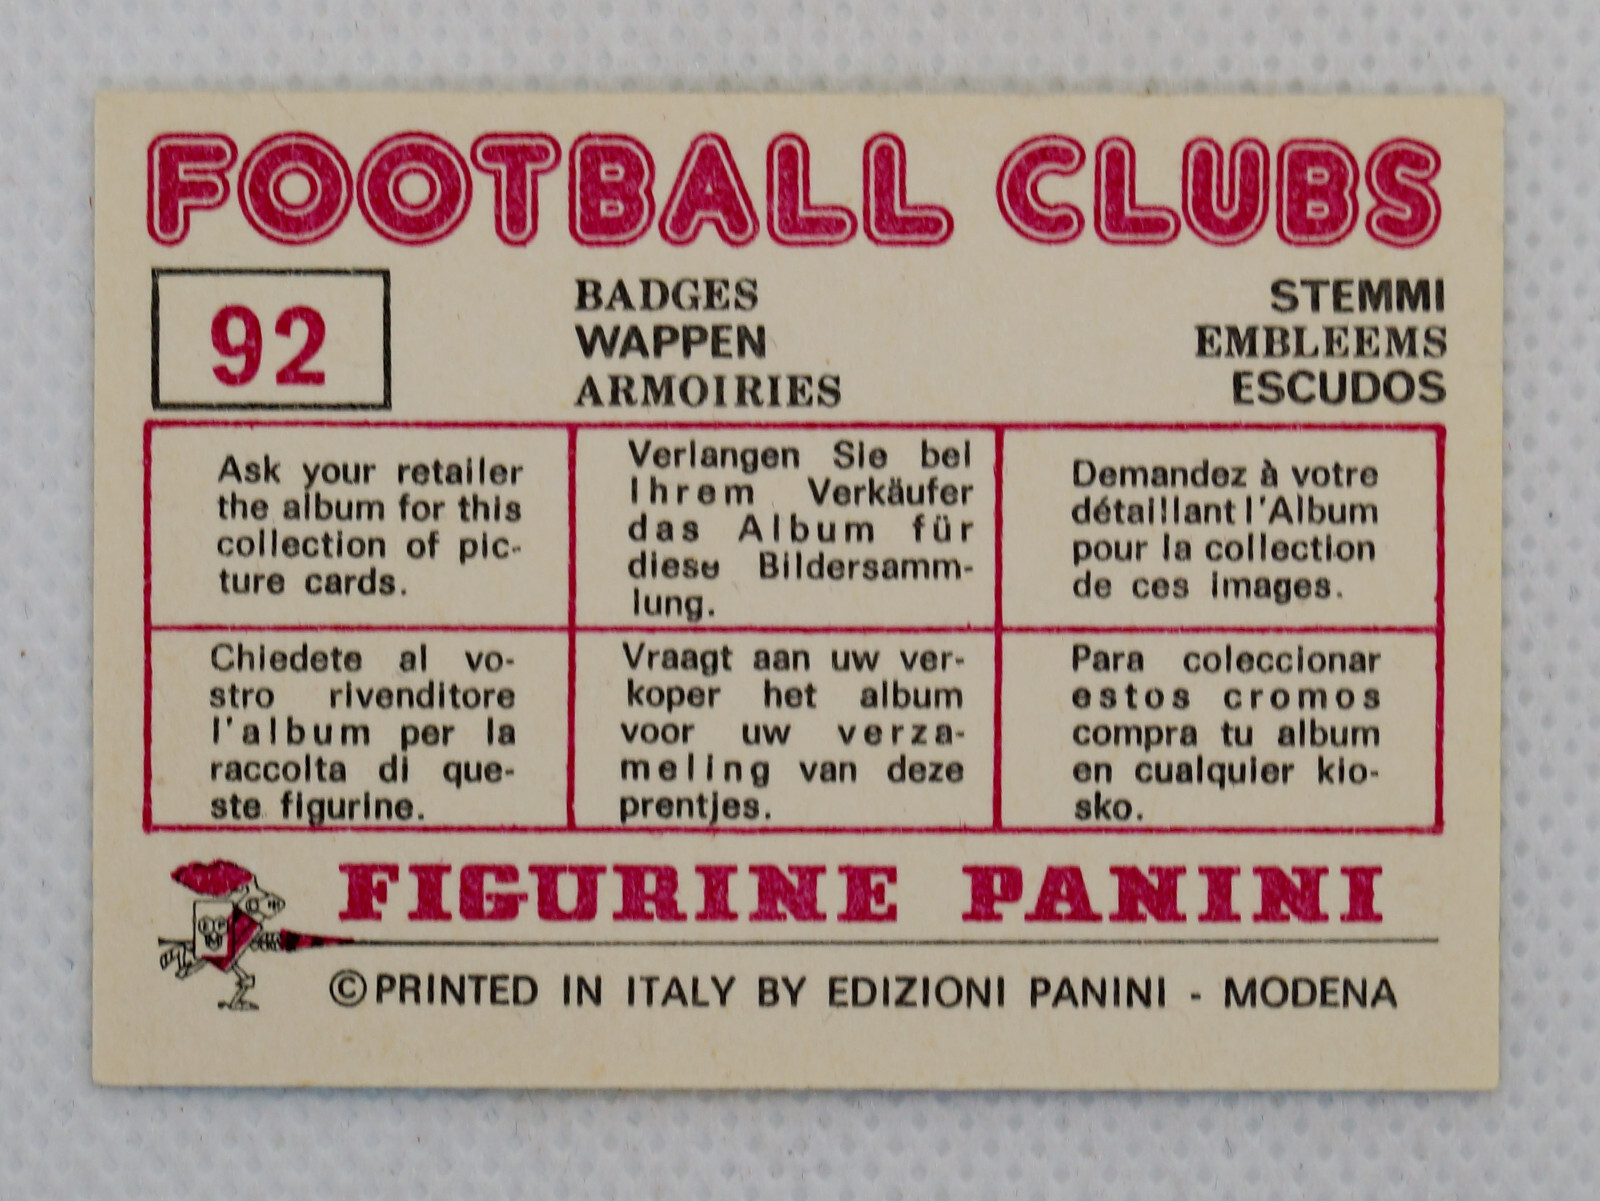 FOOTBALL CLUBS
92
BADGES
WAPPEN
ARMOIRIES
STEMMI
EMBLEEMS
ESCUDOS
Ask your retailer
the album for this
collection of pic-
ture cards.
Verlangen Sie bei
Ihrem Verkäufer
das Album für
diese Bildersamm-
lung.
Demandez à votre
détaillant l'Album
pour la collection
de ces images.
Chiedete al vo-
stro rivenditore
l'album per la
raccolta di que-
ste figurine.
Vraagt aan uw ver-
koper het album
voor uw verza-
meling van deze
prentjes.
Para coleccionar
estos cromos
compra tu album
en cualquier kio-
sko.
FIGURINE PANINI
©PRINTED IN ITALY BY EDIZIONI PANINI - MODENA